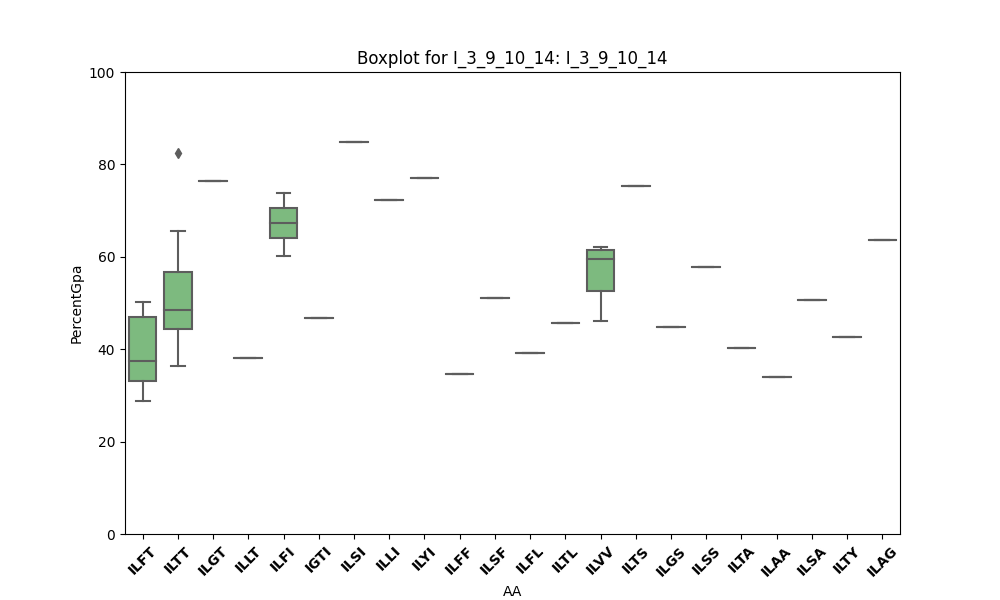 Boxplot for I_3_9_10_14: I_3_9_10_14
100
80
60
40
20
0
PercentGpa
ILFT ILTT ILGT ILLT ILFI IGTI ILSI ILLI ILYI ILFF ILSF ILFL ILTL ILVV ILTS ILGS ILSS ILTA ILAA ILSA ILTY ILAG
AA